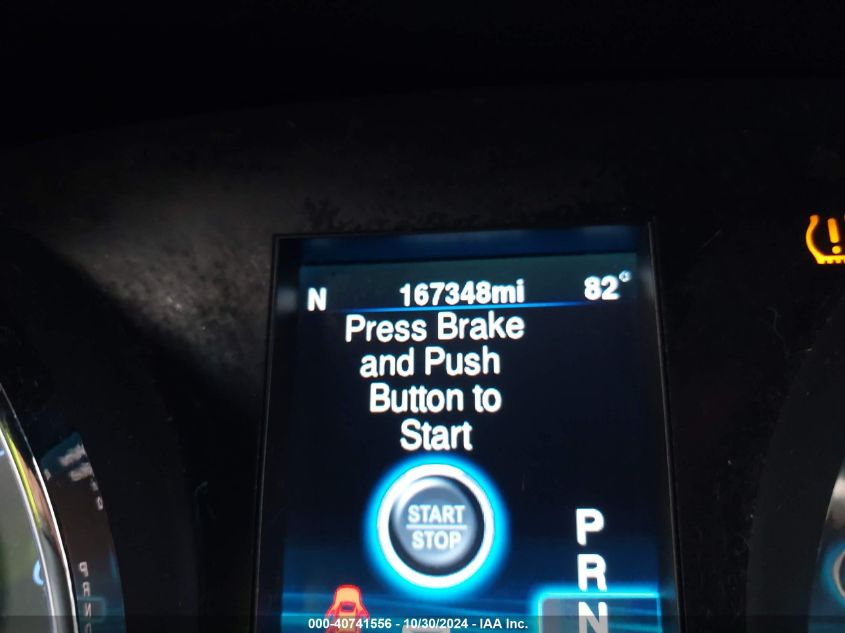 N 167348mi 82°
Press Brake
and Push
Button to
Start
START
STOP
P
R
N
P
R
N
000-40741556 - 10/30/2024 - IAA Inc.